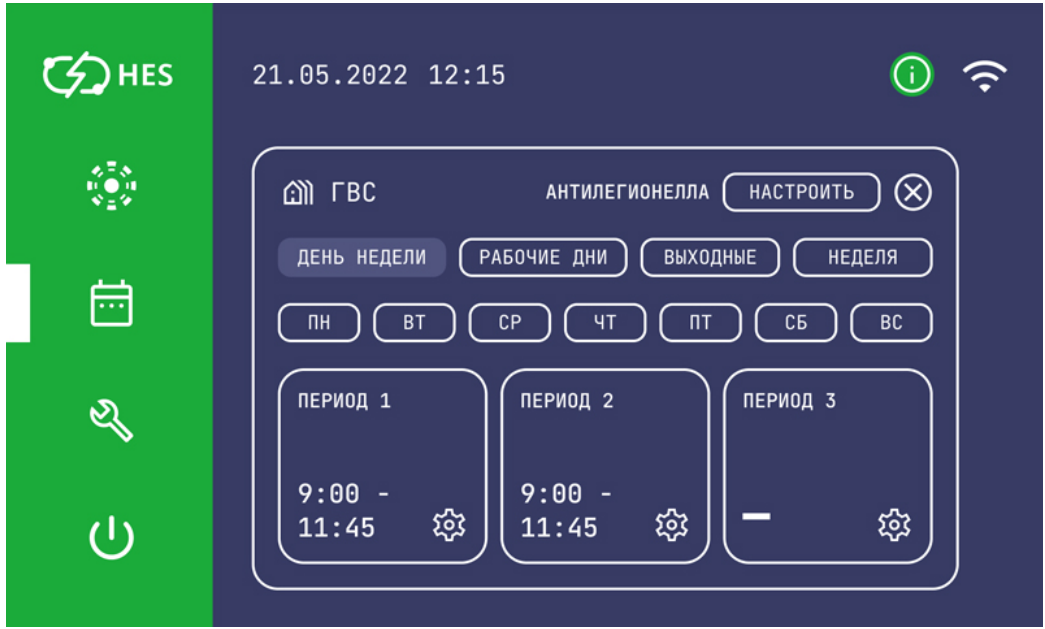 HES
21.05.2022 12:15
ГВС
АНТИЛЕГИОНЕЛЛА НАСТРОИТЬ
ДЕНЬ НЕДЕЛИ РАБОЧИЕ ДНИ ВЫХОДНЫЕ НЕДЕЛЯ
ПН ВТ СР ЧТ ПТ СБ ВС
ПЕРИОД 1
9:00 -
11:45
ПЕРИОД 2
9:00 -
11:45
ПЕРИОД 3
–